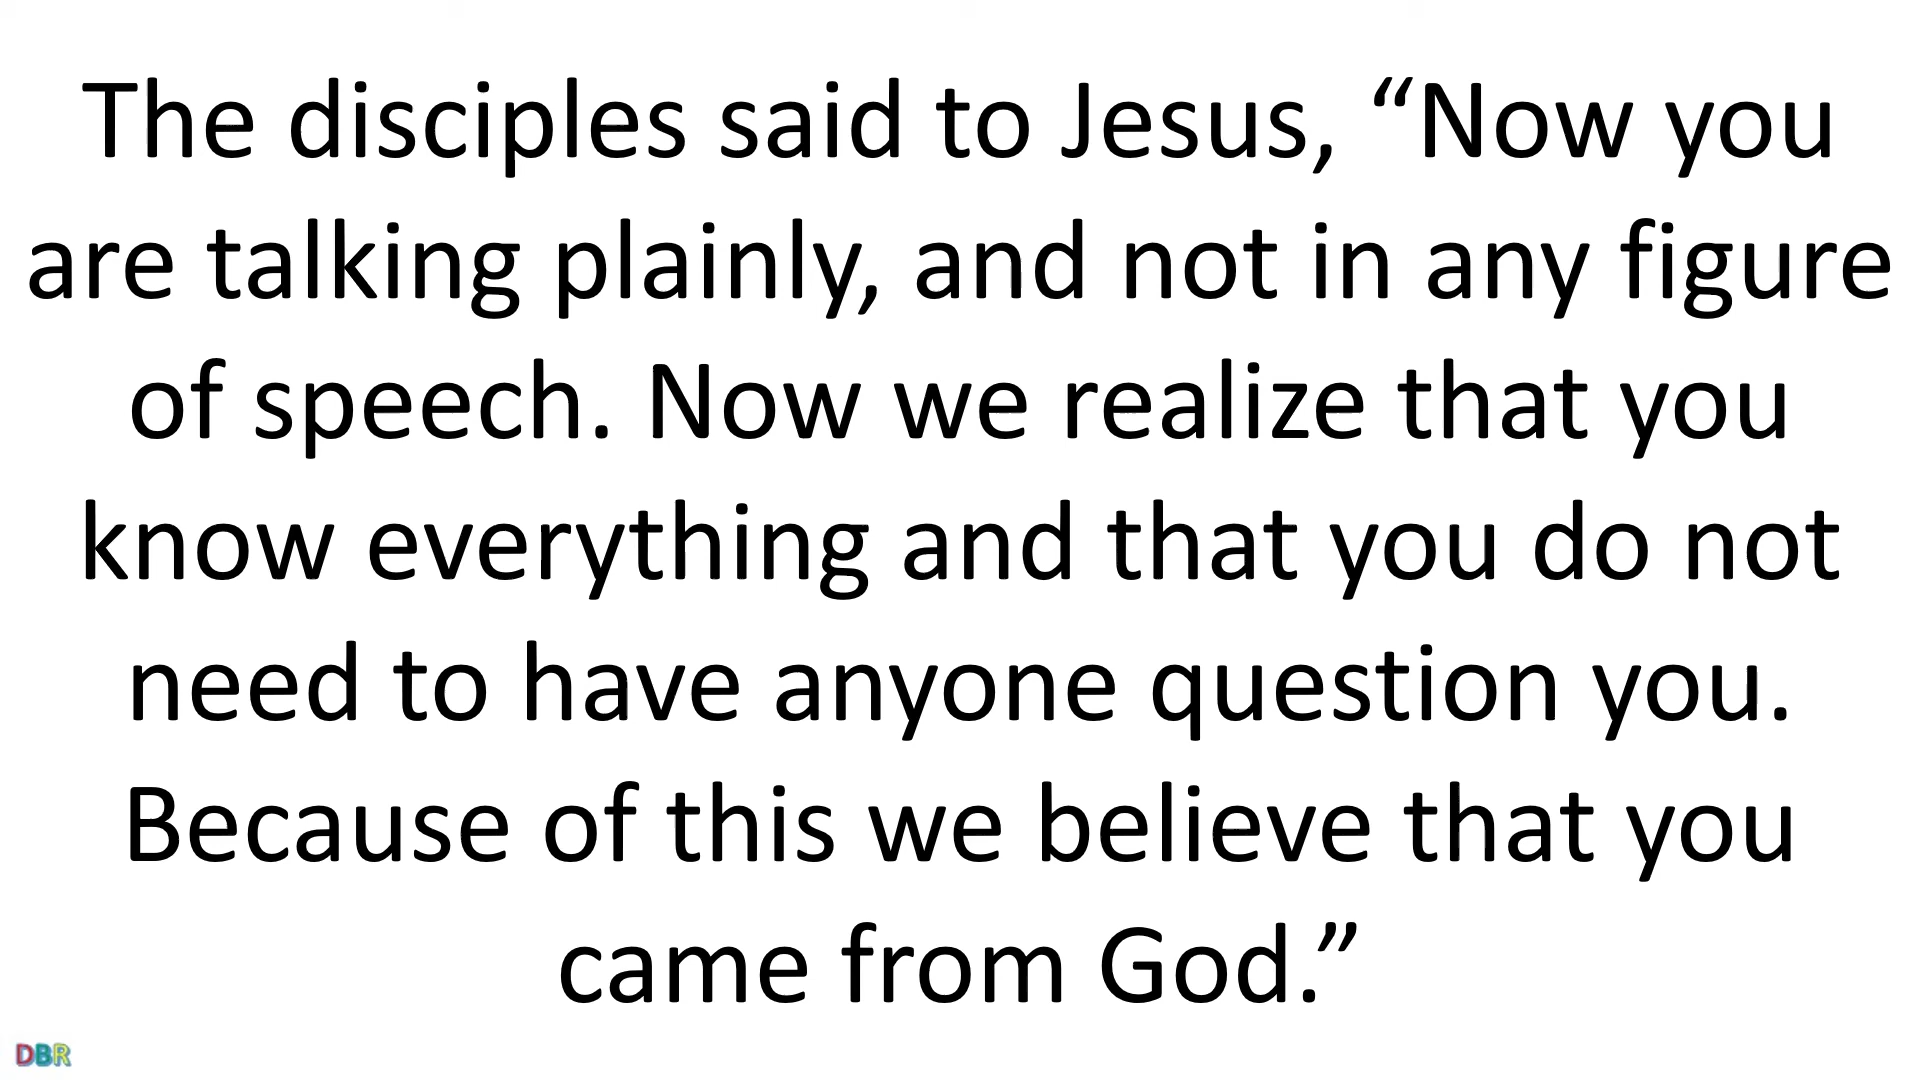 The disciples said to Jesus, “Now you
are talking plainly, and not in any figure
of speech. Now we realize that you
know everything and that you do not
need to have anyone question you.
Because of this we believe that you
came from God.”
DBR